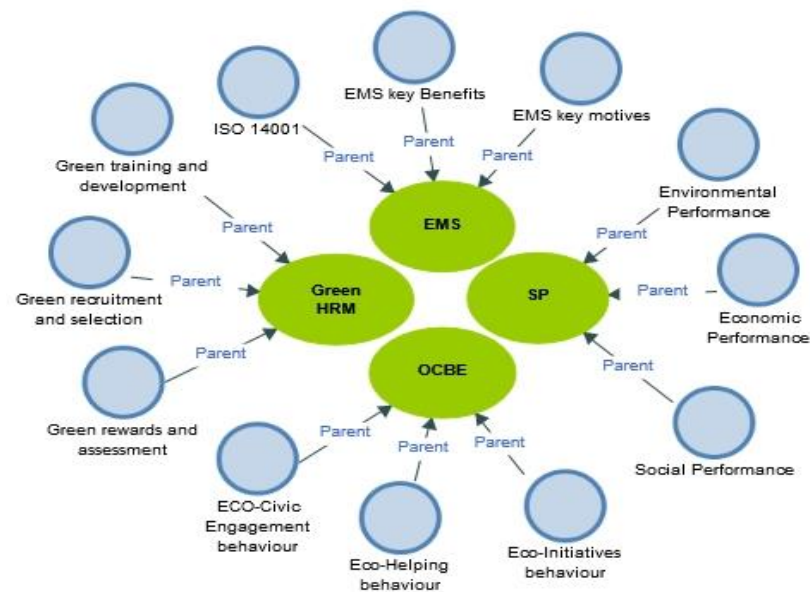 EMS key Benefits
EMS key motives
ISO 14001
Parent
Parent
Parent
Green training and
development
Environmental
Performance
Parent
EMS
Parent
Green recruitment
and selection
Parent
Green
HRM
SP
Parent
Economic
Performance
Parent
OCBE
Parent
Green rewards and
assessment
Parent
Parent
Parent
Social Performance
ECO-Civic
Engagement
behaviour
Eco-Helping
behaviour
Eco-Initiatives
behaviour